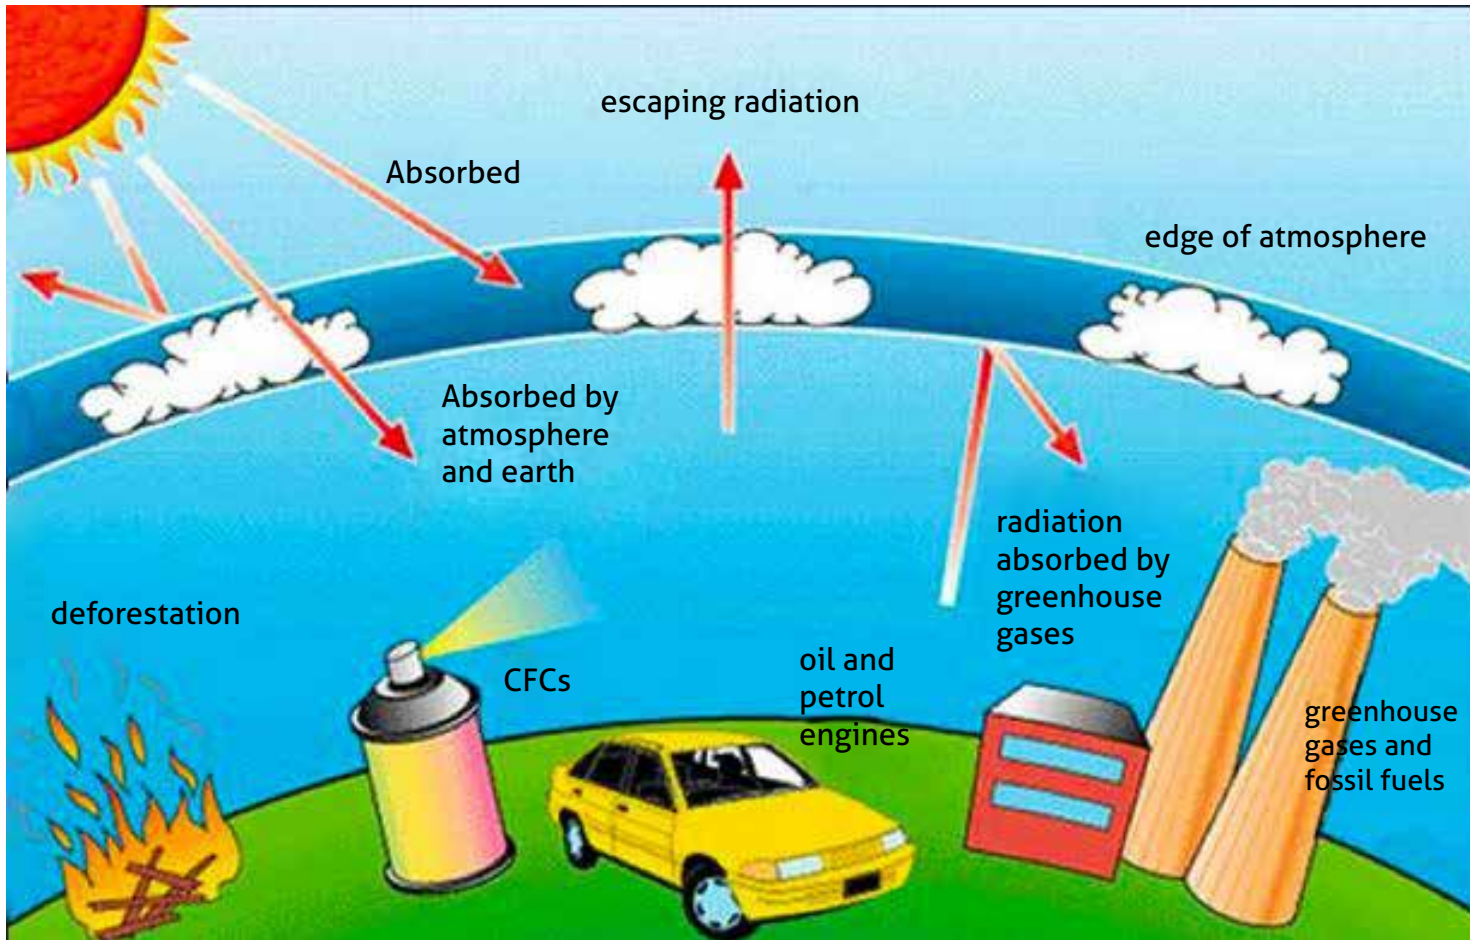 escaping radiation
Absorbed
edge of atmosphere
Absorbed by
atmosphere
and earth
radiation
absorbed by
greenhouse
gases
deforestation
CFCs
oil and
petrol
engines
greenhouse
gases and
fossil fuels